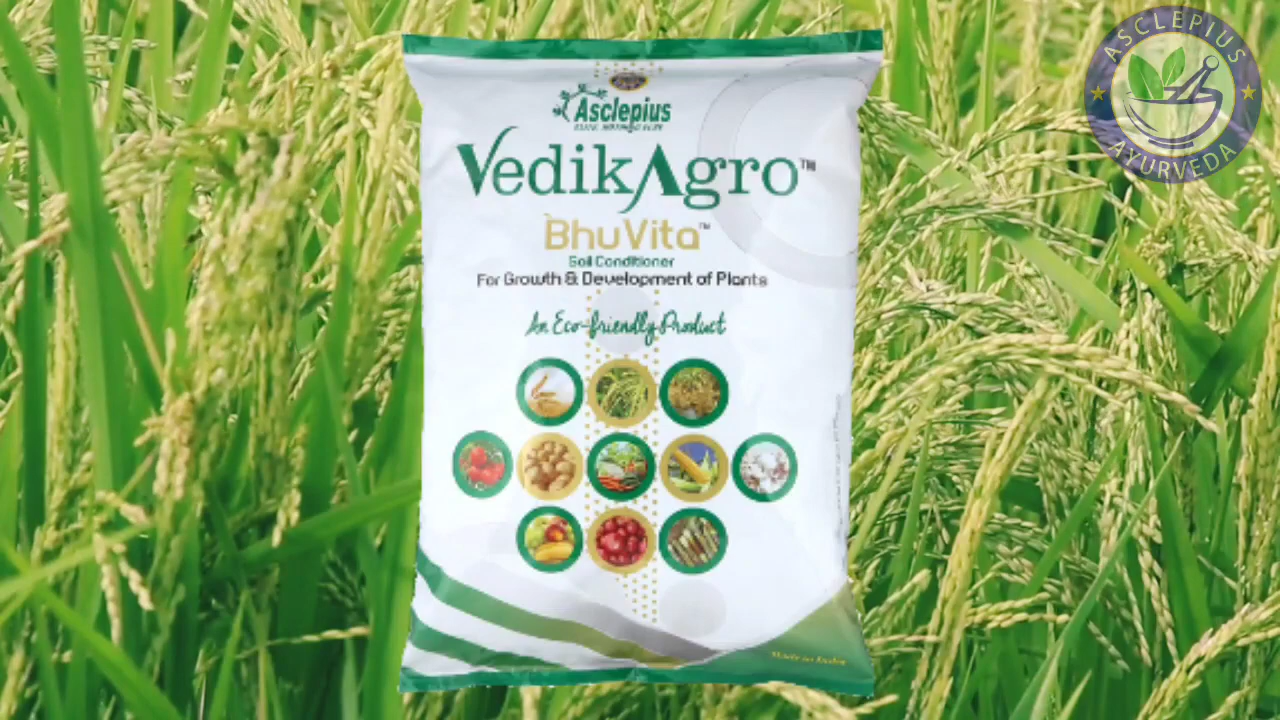 ASCLEPIUS
AYURVEDA
Asclepius
VedikAgro™
BhuVita™
Soil Conditioner
For Growth & Development of Plants
An Eco-friendly Product
Made in India